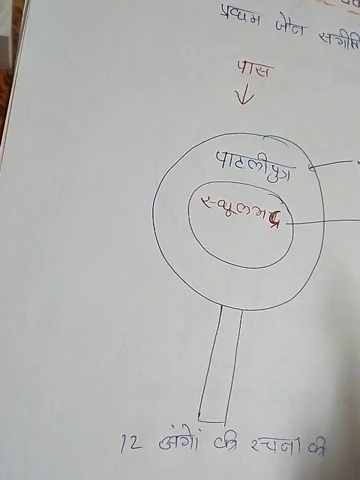 प्रथम जैन संगीति
पास
पाटलीपुत्र
स्थूलभद्र
12 अंगों की रचना की